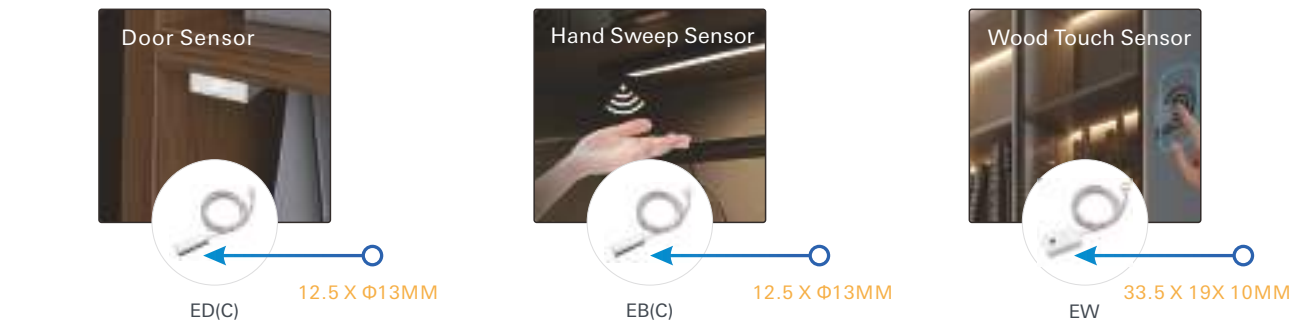 Door Sensor
Hand Sweep Sensor
Wood Touch Sensor
12.5 X Φ13MM
12.5 X Φ13MM
33.5 X 19X 10MM
ED(C)
EB(C)
EW